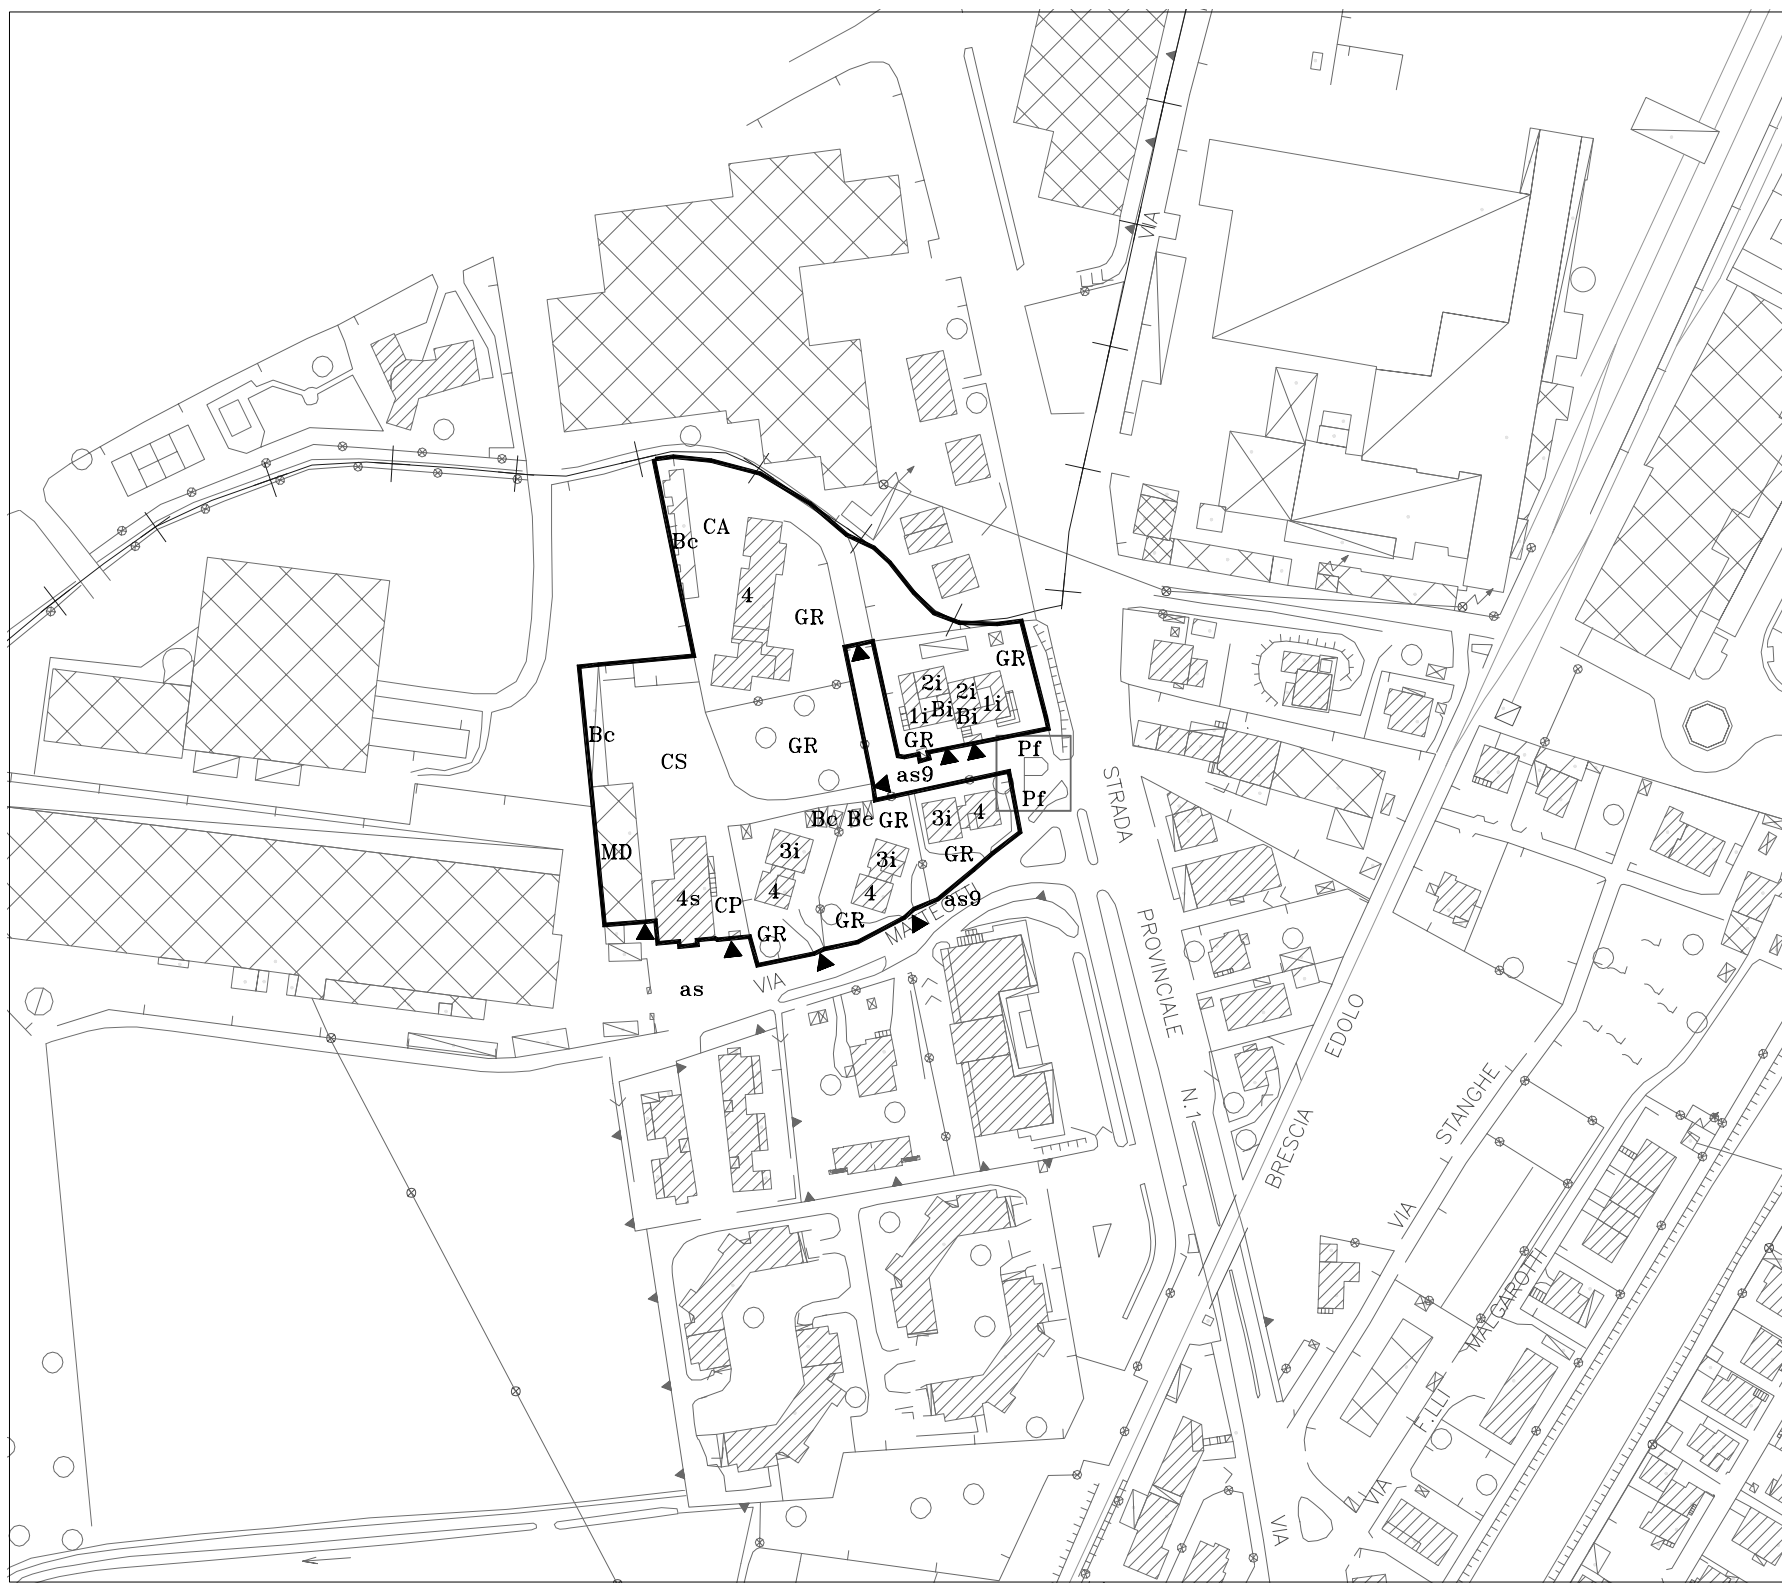 VIA
CA
Bc
4
GR
GR
2i
2i
1i
Bi
1i
Bi
GR
Bc
GR
Pf
CS
as9
Pf
STRADA
Bc
Bc
GR
3i
4
MD
3i
3i
GR
4
4
4s
CP
as9
GR
GR
MATEOTTI
VIA
as
PROVINCIALE
N.1
EDOLO
BRESCIA
VIA
STANGHE
VIA
MALGAROTTI
F.LLI
VIA